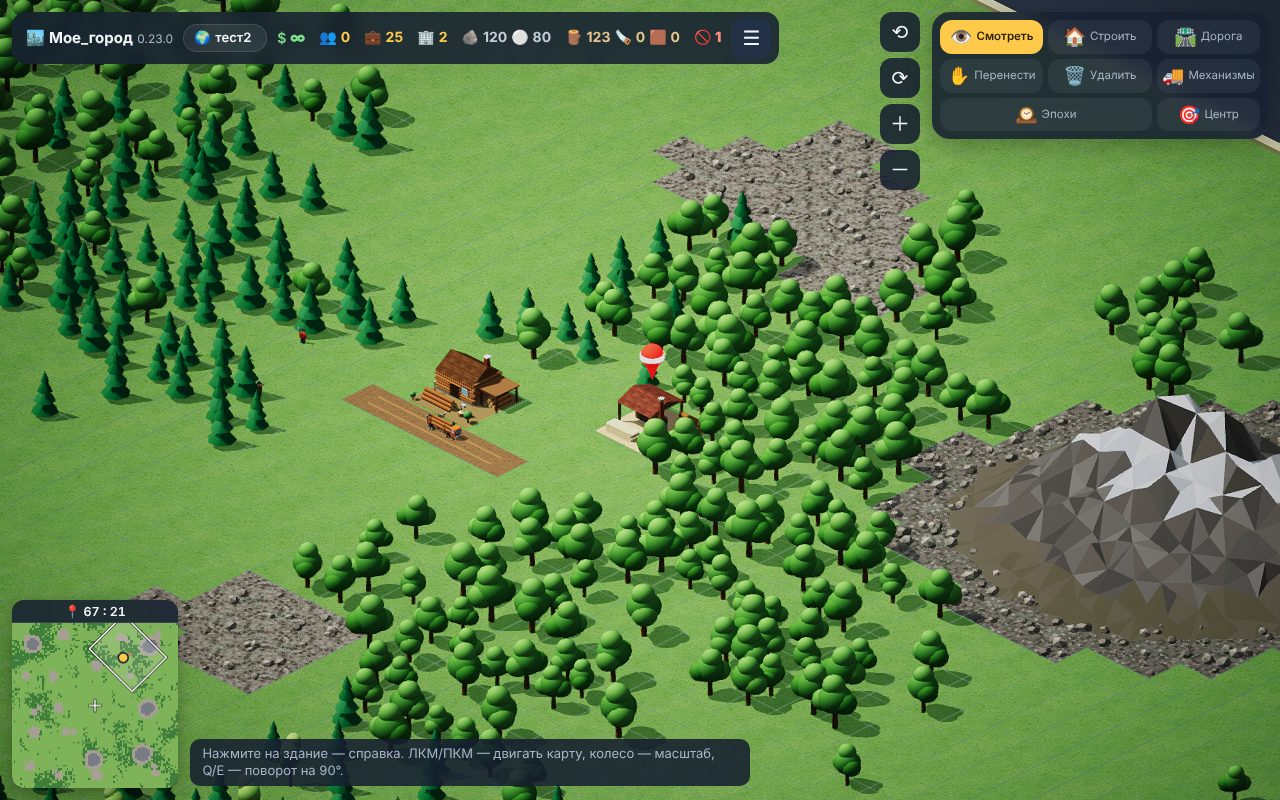 Мое_город 0.23.0 тест2 $ ∞ 0 25 2 120 80 123 0 0 1
Смотреть Строить Дорога
Перенести Удалить Механизмы
Эпохи Центр
67 : 21
Нажмите на здание — справка. ЛКМ/ПКМ — двигать карту, колесо — масштаб,
Q/E — поворот на 90°.